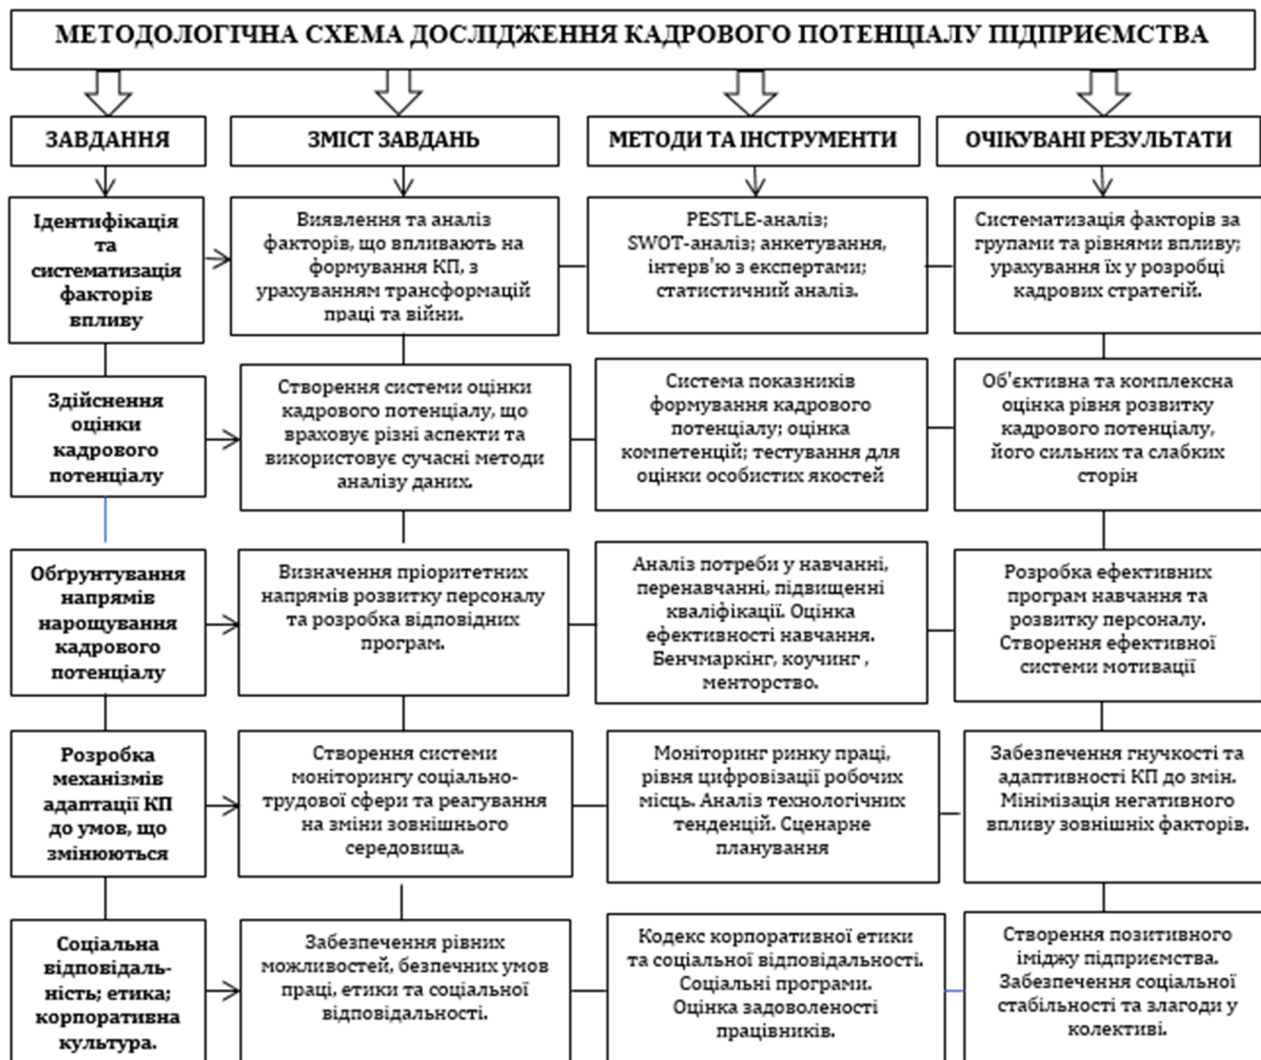 МЕТОДОЛОГІЧНА СХЕМА ДОСЛІДЖЕННЯ КАДРОВОГО ПОТЕНЦІАЛУ ПІДПРИЄМСТВА
ЗАВДАННЯ
ЗМІСТ ЗАВДАНЬ
МЕТОДИ ТА ІНСТРУМЕНТИ
ОЧІКУВАНІ РЕЗУЛЬТАТИ
Ідентифікація
та
систематизація
факторів
впливу
Виявлення та аналіз
факторів, що впливають на
формування КП, з
урахуванням трансформацій
праці та війни.
PESTLE-аналіз;
SWOT-аналіз; анкетування,
інтерв'ю з експертами;
статистичний аналіз.
Систематизація факторів за
групами та рівнями впливу;
урахування їх у розробці
кадрових стратегій.
Здійснення
оцінки
кадрового
потенціалу
Створення системи оцінки
кадрового потенціалу, що
враховує різні аспекти та
використовує сучасні методи
аналізу даних.
Система показників
формування кадрового
потенціалу; оцінка
компетенцій; тестування для
оцінки особистих якостей
Об'єктивна та комплексна
оцінка рівня розвитку
кадрового потенціалу,
його сильних та слабких
сторін
Обґрунтування
напрямів
нарощування
кадрового
потенціалу
Визначення пріоритетних
напрямів розвитку персоналу
та розробка відповідних
програм.
Аналіз потреби у навчанні,
перенавчанні, підвищенні
кваліфікації. Оцінка
ефективності навчання.
Бенчмаркінг, коучинг ,
менторство.
Розробка ефективних
програм навчання та
розвитку персоналу.
Створення ефективної
системи мотивації
Розробка
механізмів
адаптації КП
до умов, що
змінюються
Створення системи
моніторингу соціально-
трудової сфери та реагування
на зміни зовнішнього
середовища.
Моніторинг ринку праці,
рівня цифровізації робочих
місць. Аналіз технологічних
тенденцій. Сценарне
планування
Забезпечення гнучкості та
адаптивності КП до змін.
Мінімізація негативного
впливу зовнішніх факторів.
Соціальна
відповідаль-
ність; етика;
корпоративна
культура.
Забезпечення рівних
можливостей, безпечних умов
праці, етики та соціальної
відповідальності.
Кодекс корпоративної етики
та соціальної відповідальності.
Соціальні програми.
Оцінка задоволеності
працівників.
Створення позитивного
іміджу підприємства.
Забезпечення соціальної
стабільності та злагоди у
колективі.